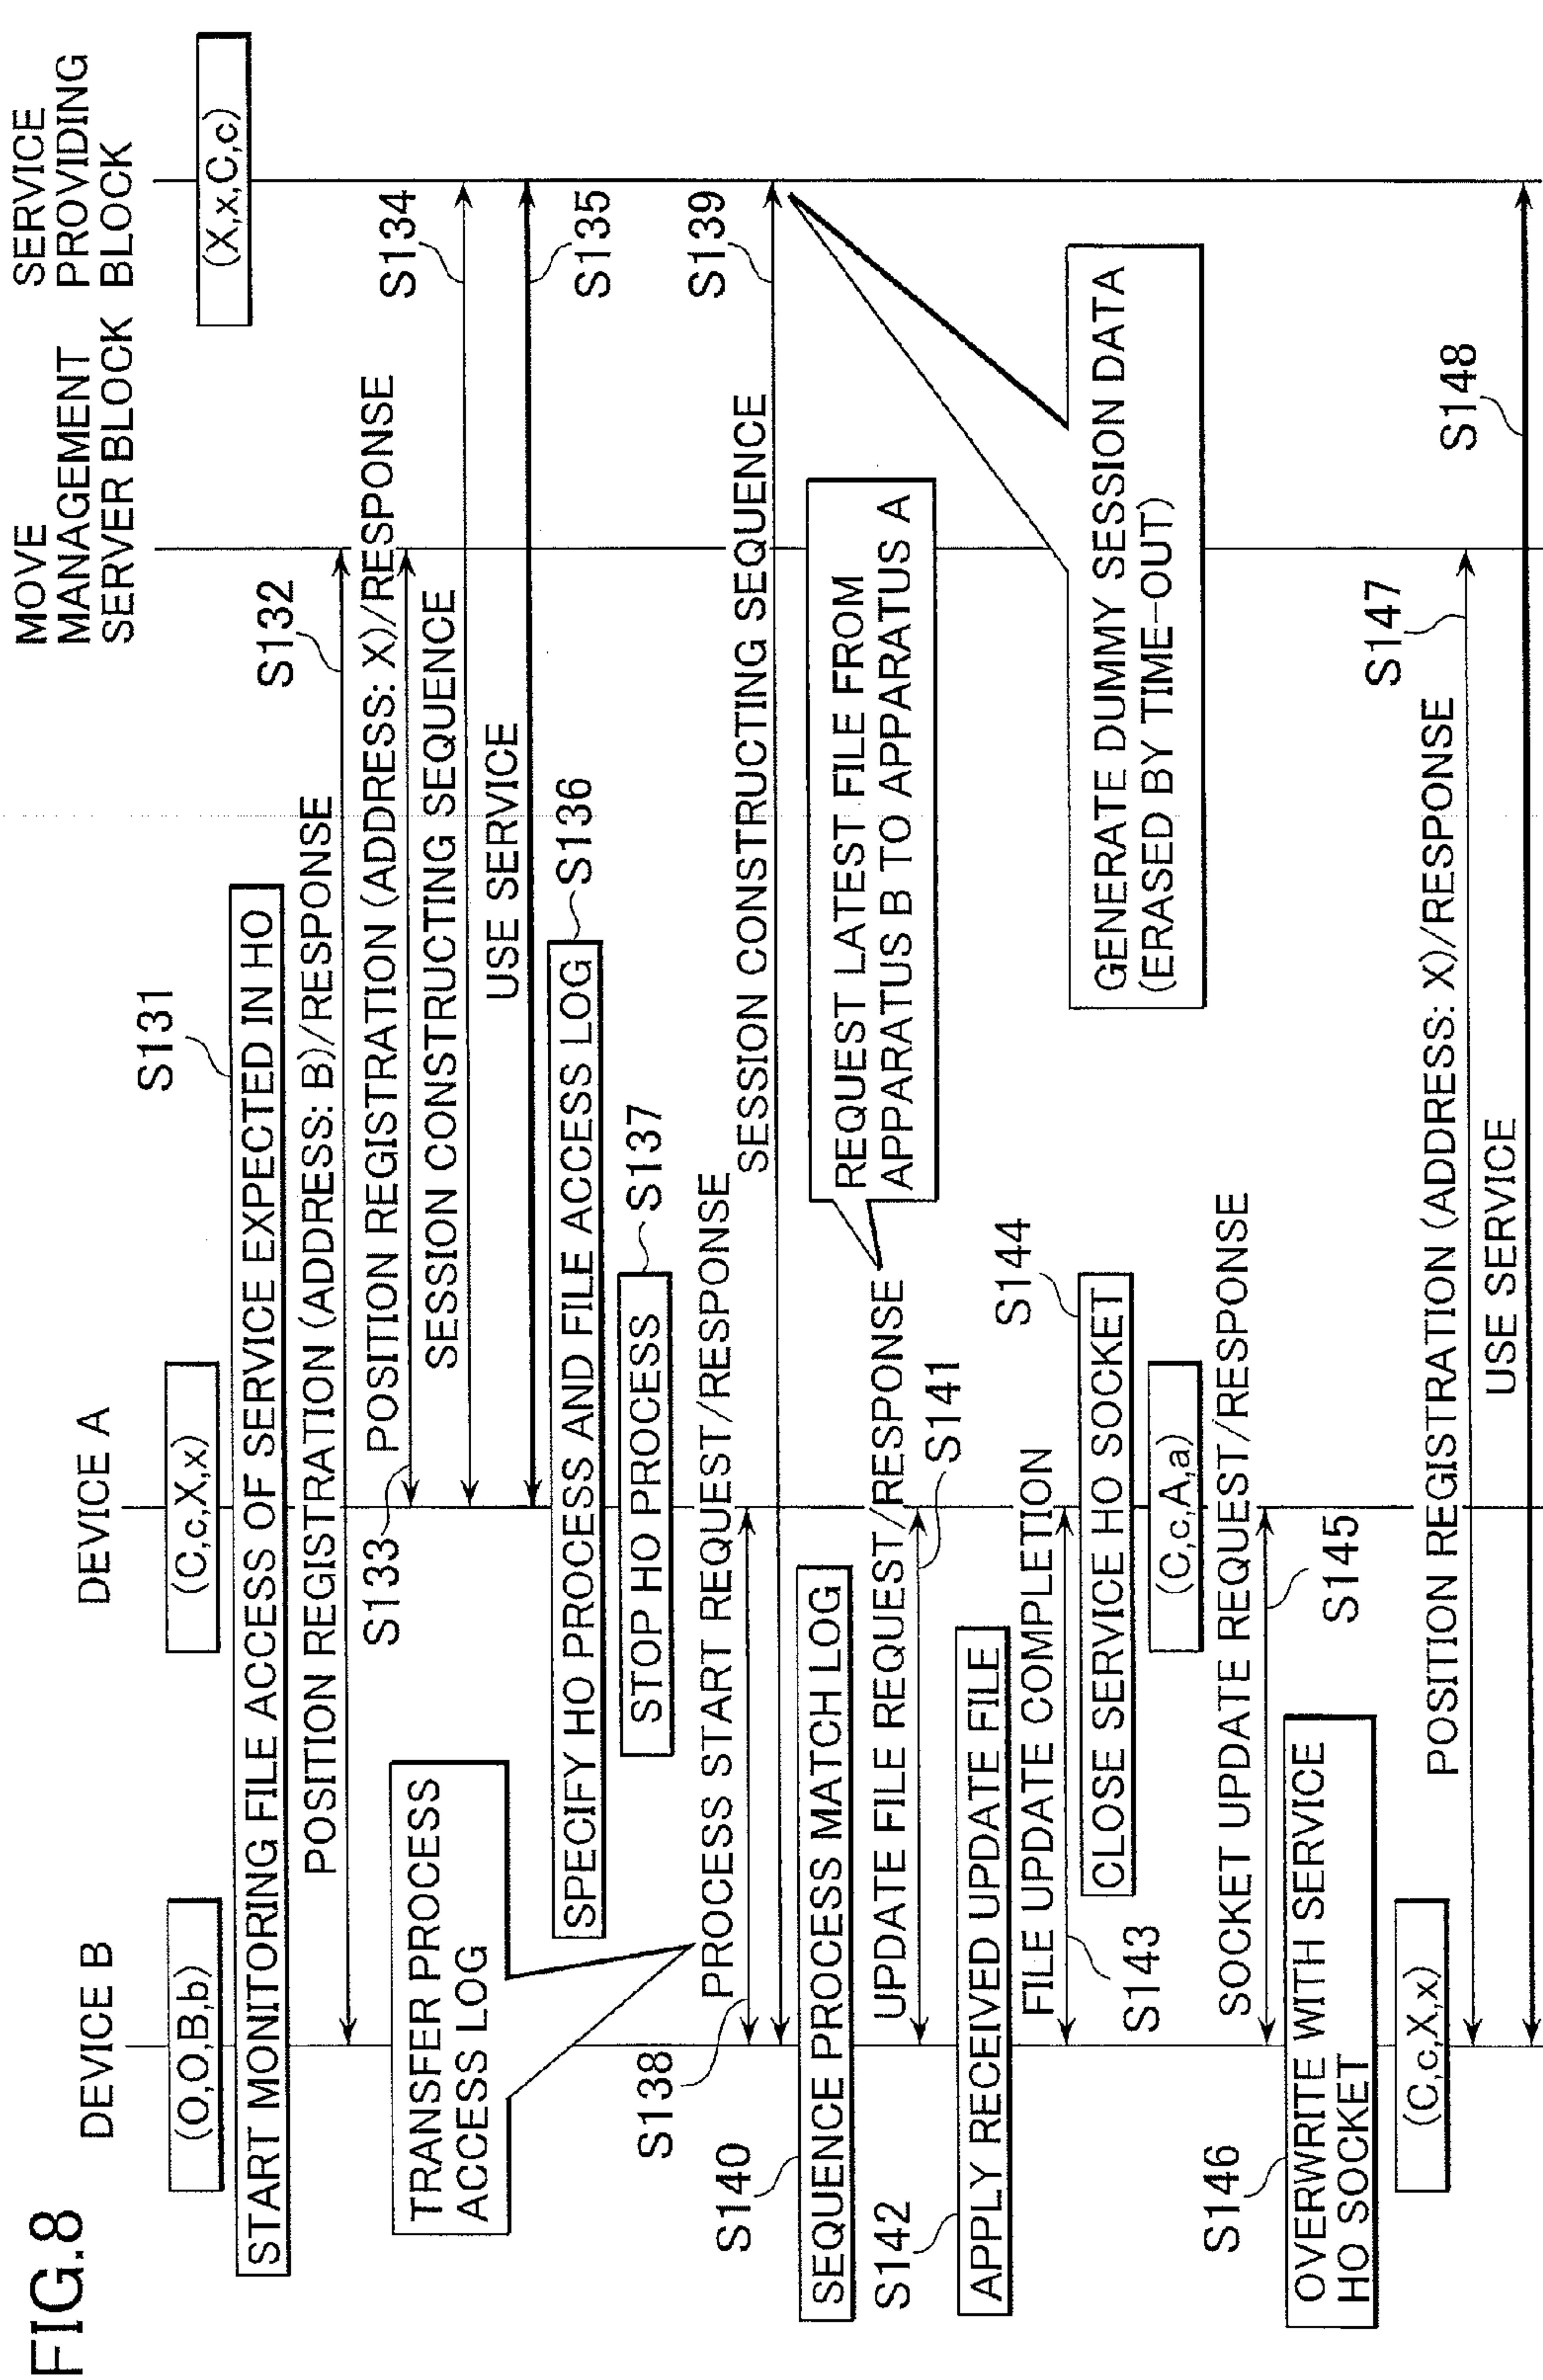 FIG.8
DEVICE B
DEVICE A
MOVE
MANAGEMENT
SERVER BLOCK
SERVICE
PROVIDING
BLOCK
(O,O,B,b)
(C,c,X,x)
(X,x,C,c)
S131
START MONITORING FILE ACCESS OF SERVICE EXPECTED IN HO
S132
POSITION REGISTRATION (ADDRESS: B)/RESPONSE
S133
POSITION REGISTRATION (ADDRESS: X)/RESPONSE
S134
SESSION CONSTRUCTING SEQUENCE
USE SERVICE
S135
TRANSFER PROCESS
ACCESS LOG
SPECIFY HO PROCESS AND FILE ACCESS LOG
S136
STOP HO PROCESS
S137
S138
PROCESS START REQUEST/RESPONSE
SESSION CONSTRUCTING SEQUENCE
S139
S140
SEQUENCE PROCESS MATCH LOG
REQUEST LATEST FILE FROM
APPARATUS B TO APPARATUS A
UPDATE FILE REQUEST/RESPONSE
S141
S142
APPLY RECEIVED UPDATE FILE
GENERATE DUMMY SESSION DATA
(ERASED BY TIME-OUT)
FILE UPDATE COMPLETION
S143
S144
CLOSE SERVICE HO SOCKET
(C,c,A,a)
SOCKET UPDATE REQUEST/RESPONSE
S145
S146
OVERWRITE WITH SERVICE
HO SOCKET
(C,c,X,x)
POSITION REGISTRATION (ADDRESS: X)/RESPONSE
S147
USE SERVICE
S148